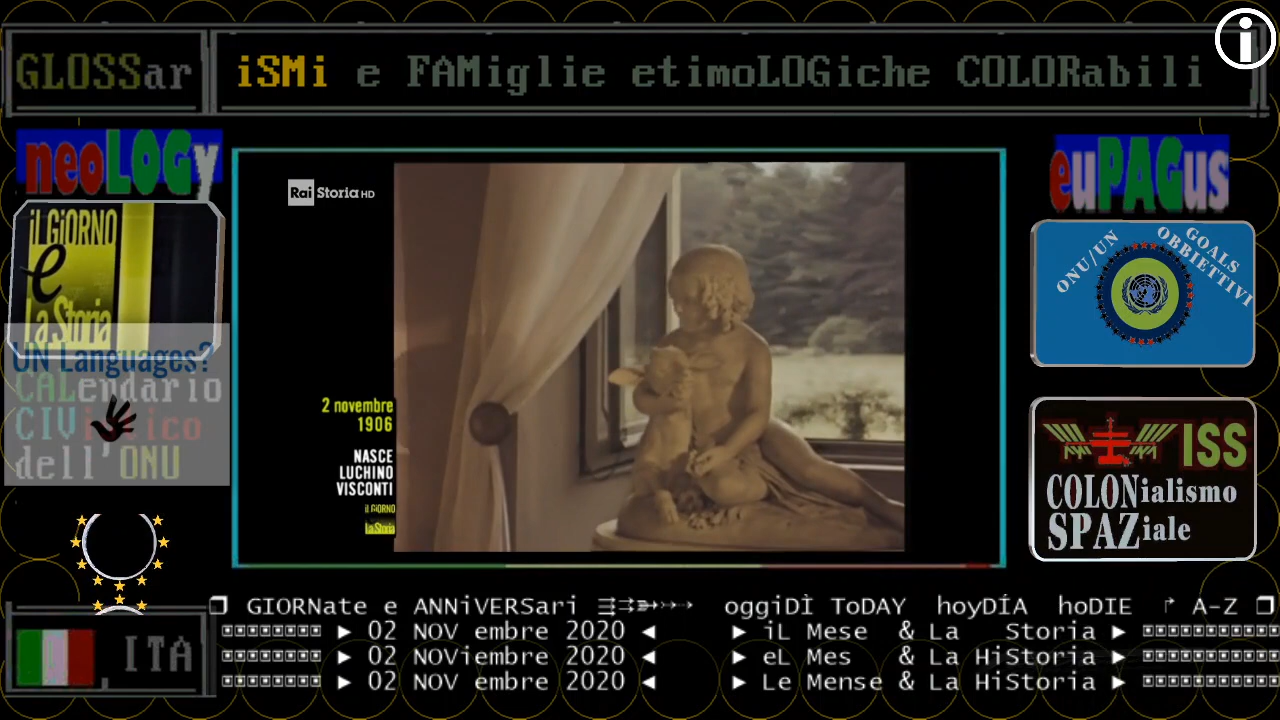 GLOSSar
iSMi e FAMiglie etimoLOGiche COLORabili
i
neoLOGy
iL GiORNO
e
La Storia
UN Languages?
CALendario
CIVironico
dell'ONU
, ITA
Rai Storia HD
2 novembre
1906
NASCE
LUCHINO
VISCONTI
iL GiORNO
e
La Storia
euPAGus
ONU/UN
GOALS
OBBIETTIVI
ISS
COLONialismo
SPAZiale
GIORNate e ANNiVERSari oggiDÌ ToDAY hoyDÍA hoDIE A-Z
▶ 02 NOV embre 2020 ◀ ▶ iL Mese & La Storia ▶
▶ 02 NOViembre 2020 ◀ ▶ eL Mes & La HiStoria ▶
▶ 02 NOV embre 2020 ◀ ▶ Le Mense & La HiStoria ▶